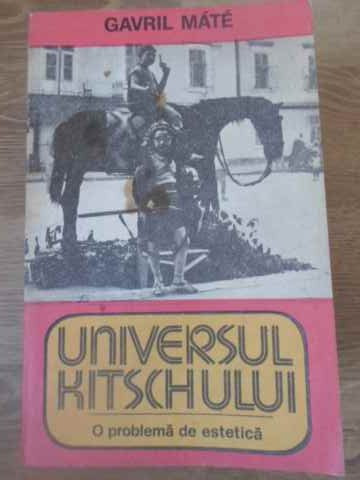 GAVRIL MÁTÉ
UNIVERSUL
KITSCHULUI
O problemă de estetică